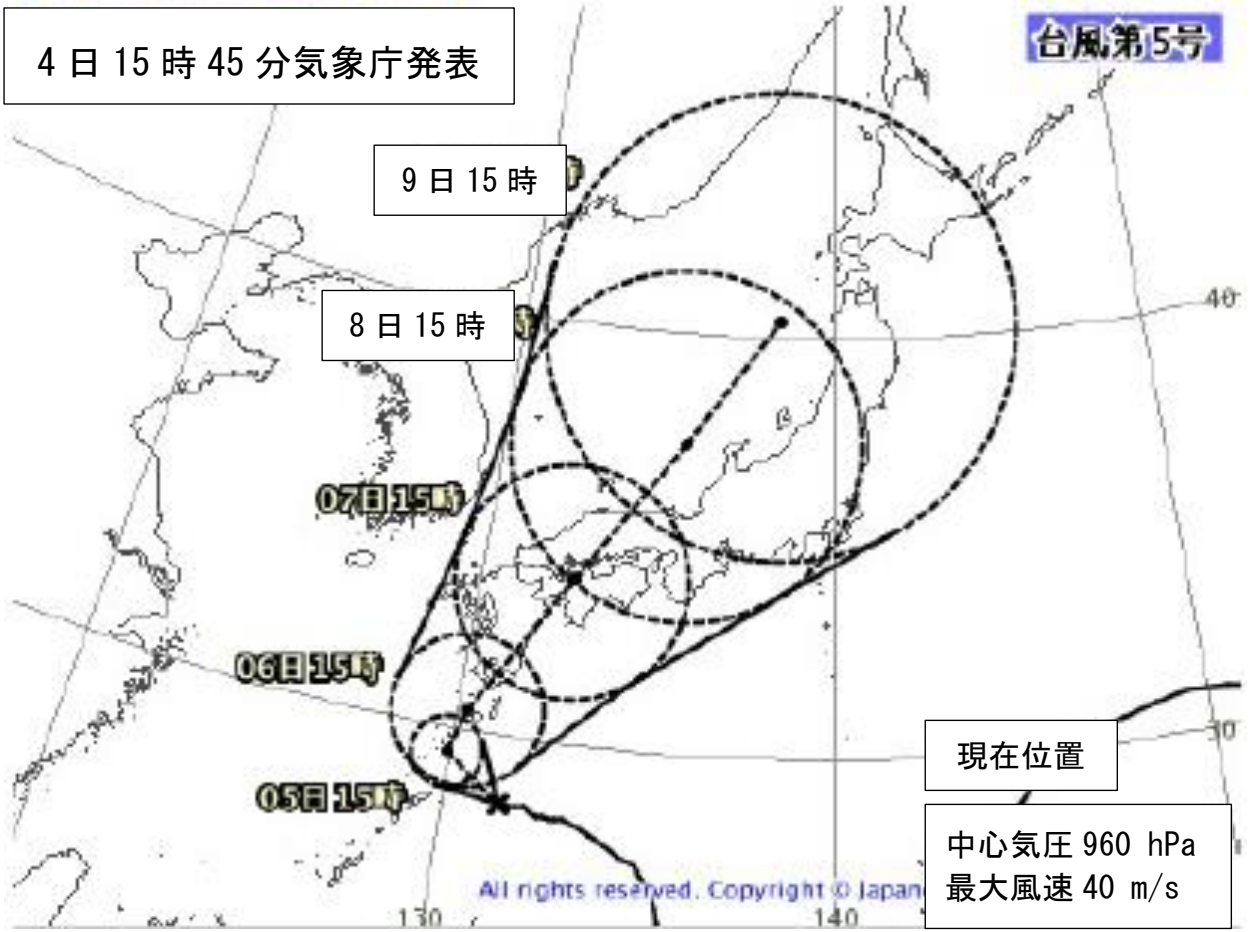 4日15時45分気象庁発表
台風第5号
9日15時
8日15時
40
07日15時
06日15時
現在位置
30
05日15時
中心気圧 960 hPa
最大風速 40 m/s
All rights reserved. Copyright © Japan
130
140